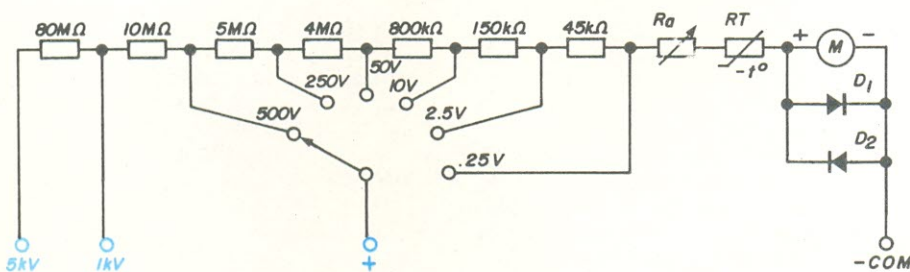 80MΩ 10MΩ 5MΩ 4MΩ 800kΩ 150kΩ 45kΩ Ra RT
+ M -
50V
250V 10V -t°
D1
500V 2.5V
D2
.25V
5kV 1kV + -COM